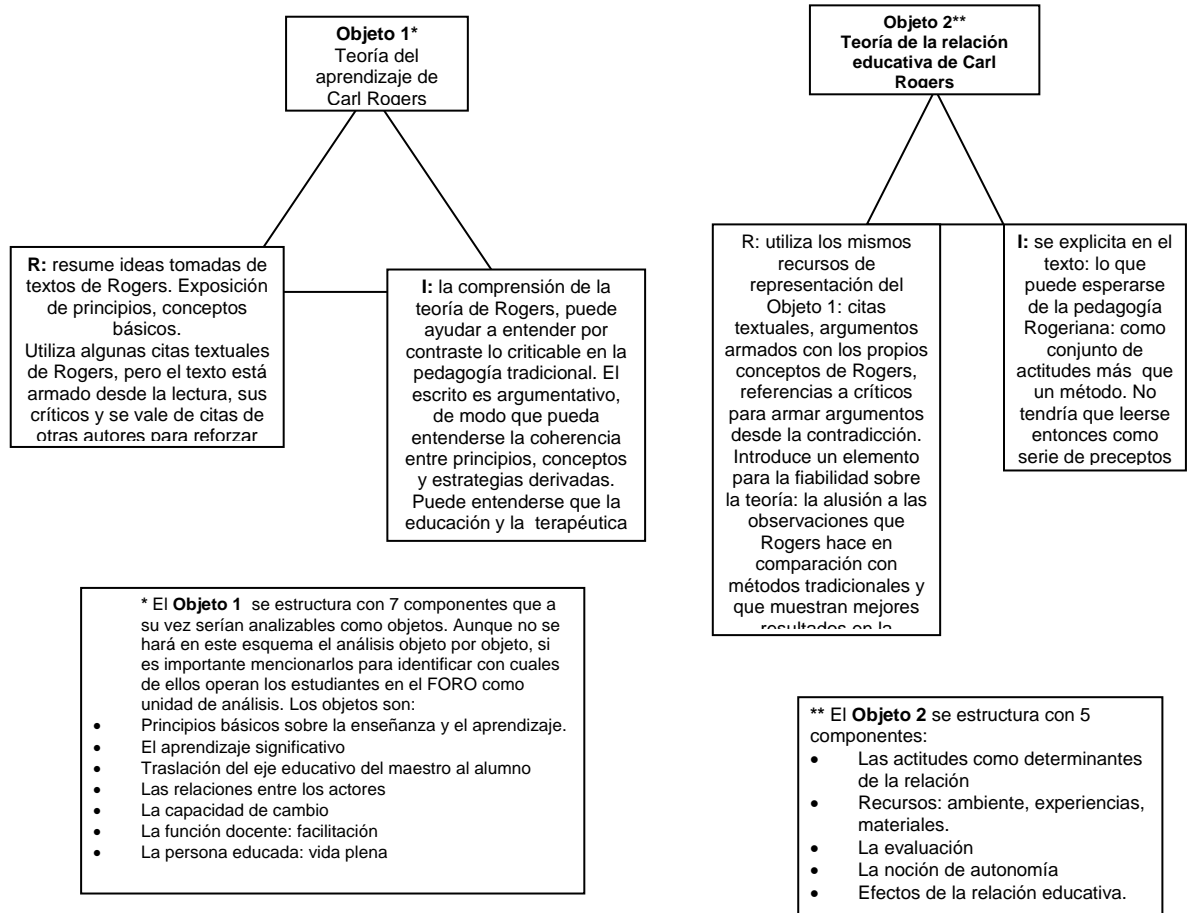 Objeto 1*
Teoría del
aprendizaje de
Carl Rogers
Objeto 2**
Teoría de la relación
educativa de Carl
Rogers
R: resume ideas tomadas de
textos de Rogers. Exposición
de principios, conceptos
básicos.
Utiliza algunas citas textuales
de Rogers, pero el texto está
armado desde la lectura, sus
críticos y se vale de citas de
otras autores para reforzar
I: la comprensión de la
teoría de Rogers, puede
ayudar a entender por
contraste lo criticable en la
pedagogía tradicional. El
escrito es argumentativo,
de modo que pueda
entenderse la coherencia
entre principios, conceptos
y estrategias derivadas.
Puede entenderse que la
educación y la terapéutica
R: utiliza los mismos
recursos de
representación del
Objeto 1: citas
textuales, argumentos
armados con los propios
conceptos de Rogers,
referencias a críticos
para armar argumentos
desde la contradicción.
Introduce un elemento
para la fiabilidad sobre
la teoría: la alusión a las
observaciones que
Rogers hace en
comparación con
métodos tradicionales y
que muestran mejores
resultados en la
I: se explicita en el
texto: lo que
puede esperarse
de la pedagogía
Rogeriana: como
conjunto de
actitudes más que
un método. No
tendría que leerse
entonces como
serie de preceptos
* El Objeto 1 se estructura con 7 componentes que a
su vez serían analizables como objetos. Aunque no se
hará en este esquema el análisis objeto por objeto, si
es importante mencionarlos para identificar con cuales
de ellos operan los estudiantes en el FORO como
unidad de análisis. Los objetos son:
• Principios básicos sobre la enseñanza y el aprendizaje.
• El aprendizaje significativo
• Traslación del eje educativo del maestro al alumno
• Las relaciones entre los actores
• La capacidad de cambio
• La función docente: facilitación
• La persona educada: vida plena
** El Objeto 2 se estructura con 5
componentes:
• Las actitudes como determinantes
de la relación
• Recursos: ambiente, experiencias,
materiales.
• La evaluación
• La noción de autonomía
• Efectos de la relación educativa.